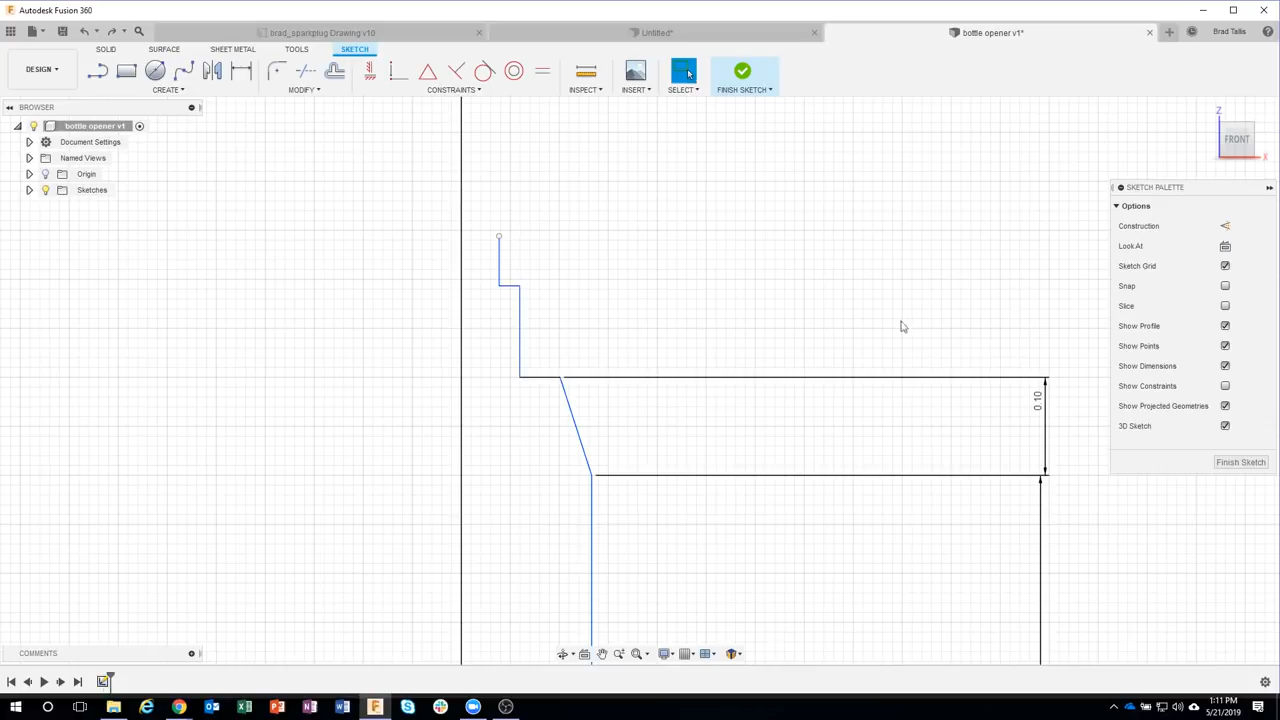 Autodesk Fusion 360
brad_sparkplug Drawing v10
Untitled*
bottle opener v1*
Brad Tallis
DESIGN
SOLID
SURFACE
SHEET METAL
TOOLS
SKETCH
CREATE
MODIFY
CONSTRAINTS
INSPECT
INSERT
SELECT
FINISH SKETCH
BROWSER
bottle opener v1
Document Settings
Named Views
Origin
Sketches
Z
FRONT
X
SKETCH PALETTE
Options
Construction
Look At
Sketch Grid
Snap
Slice
Show Profile
Show Points
Show Dimensions
Show Constraints
Show Projected Geometries
3D Sketch
Finish Sketch
0.10
COMMENTS
1:11 PM
5/21/2019